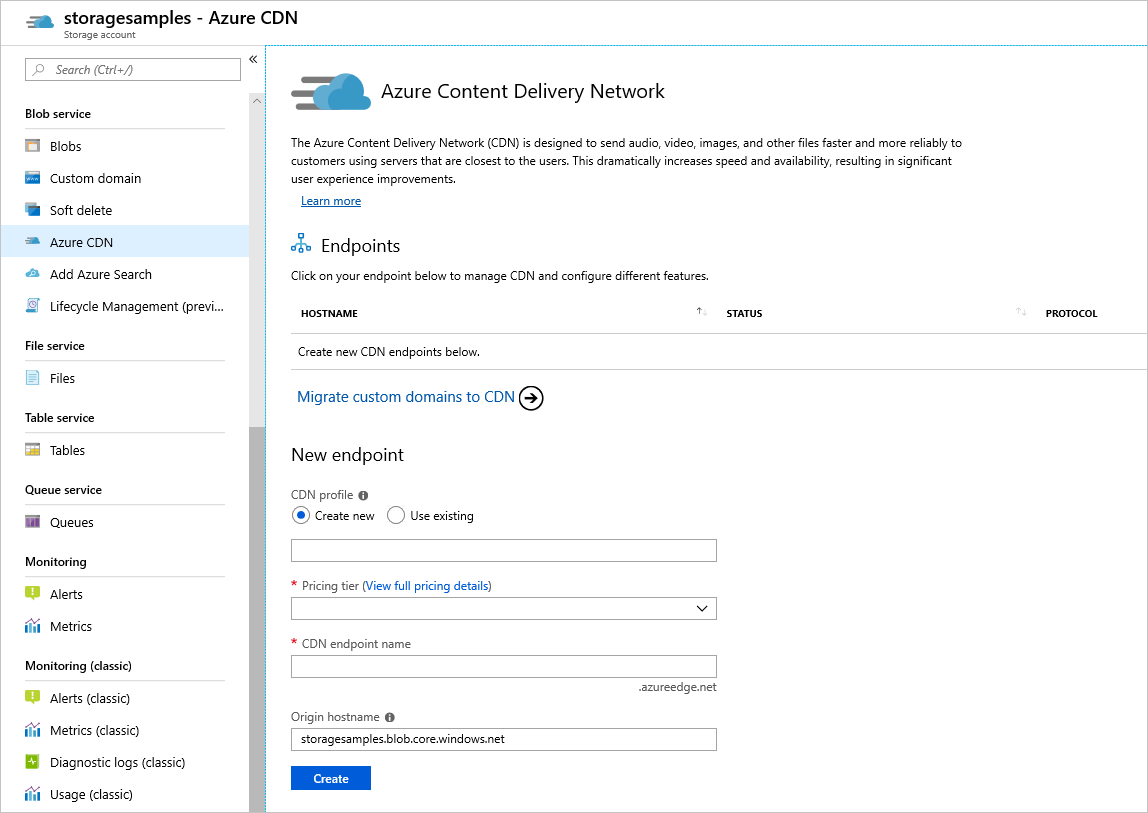 storagesamples - Azure CDN
Storage account
Search (Ctrl+/)
«
Blob service
Blobs
Custom domain
Soft delete
Azure CDN
Add Azure Search
Lifecycle Management (previ...
File service
Files
Table service
Tables
Queue service
Queues
Monitoring
Alerts
Metrics
Monitoring (classic)
Alerts (classic)
Metrics (classic)
Diagnostic logs (classic)
Usage (classic)
Azure Content Delivery Network
The Azure Content Delivery Network (CDN) is designed to send audio, video, images, and other files faster and more reliably to
customers using servers that are closest to the users. This dramatically increases speed and availability, resulting in significant
user experience improvements.
Learn more
Endpoints
Click on your endpoint below to manage CDN and configure different features.
HOSTNAME ↑↓ STATUS ↑↓ PROTOCOL
Create new CDN endpoints below.
Migrate custom domains to CDN
New endpoint
CDN profile
Create new Use existing
* Pricing tier (View full pricing details)
* CDN endpoint name
.azureedge.net
Origin hostname
storagesamples.blob.core.windows.net
Create